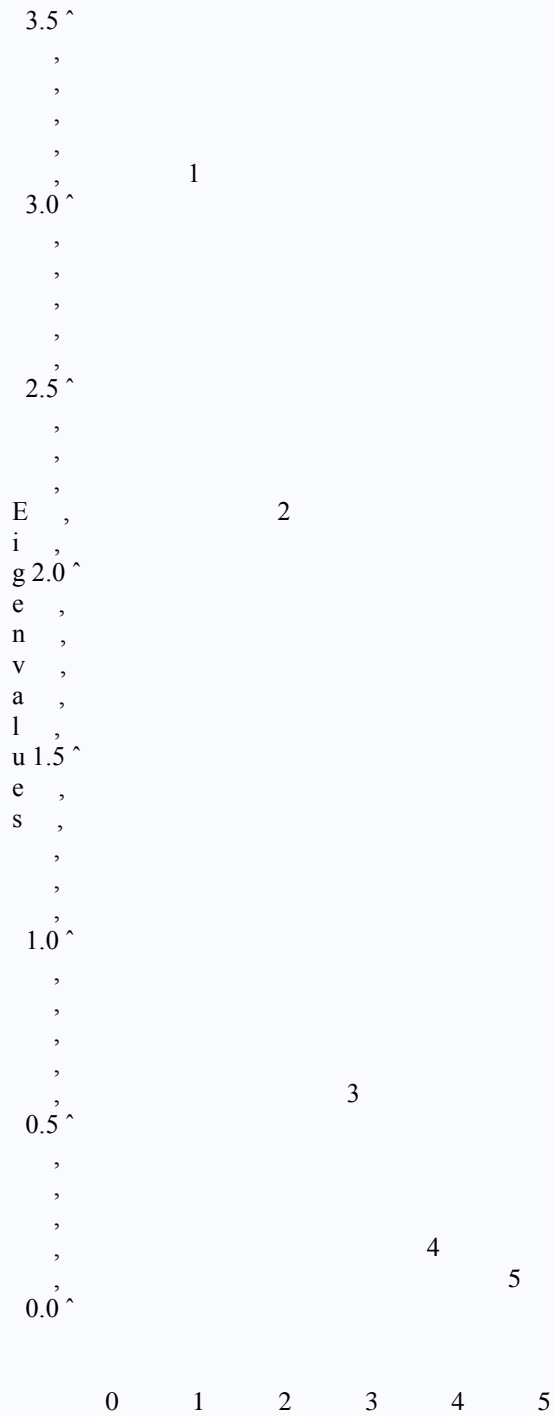 3.5 ˆ
,
,
,
,
, 1
3.0 ˆ
,
,
,
,
,
2.5 ˆ
,
,
,
E , 2
i ,
g 2.0 ˆ
e ,
n ,
v ,
a ,
l ,
u 1.5 ˆ
e ,
s ,
,
,
,
1.0 ˆ
,
,
,
,
, 3
0.5 ˆ
,
,
,
, 4
, 5
0.0 ˆ
0 1 2 3 4 5